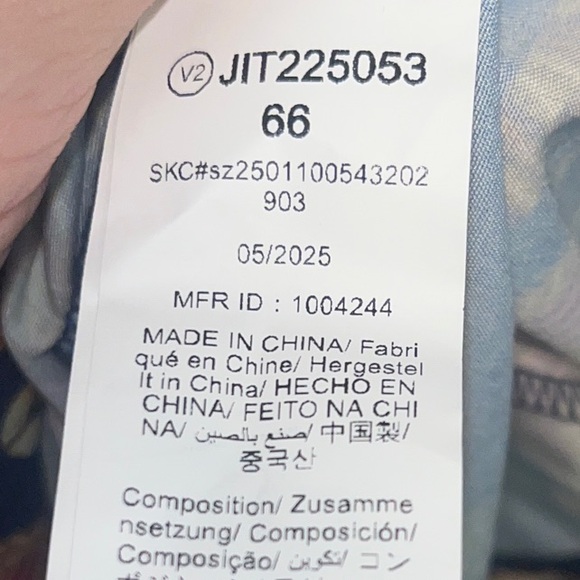 V2 JIT225053
66
SKC#sz2501100543202
903
05/2025
MFR ID : 1004244
MADE IN CHINA/ Fabri
qué en Chine/ Hergestel
lt in China/ HECHO EN
CHINA/ FEITO NA CHI
NA/ صنع بالصين/ 中国製/
중국산
Composition/ Zusamme
nsetzung/ Composición/
Composição/ تكوين/ コン